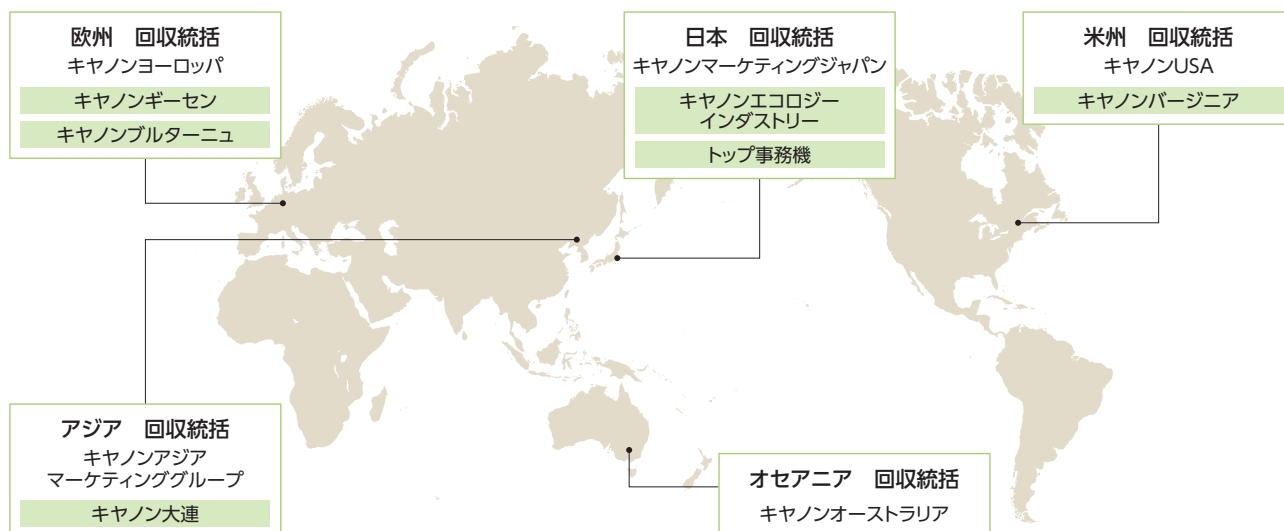 欧州　回収統括
キヤノンヨーロッパ
キヤノンギーセン
キヤノンブルターニュ
日本　回収統括
キヤノンマーケティングジャパン
キヤノンエコロジー
インダストリー
トップ事務機
米州　回収統括
キヤノンUSA
キヤノンバージニア
アジア　回収統括
キヤノンアジア
マーケティンググループ
キヤノン大連
オセアニア　回収統括
キヤノンオーストラリア